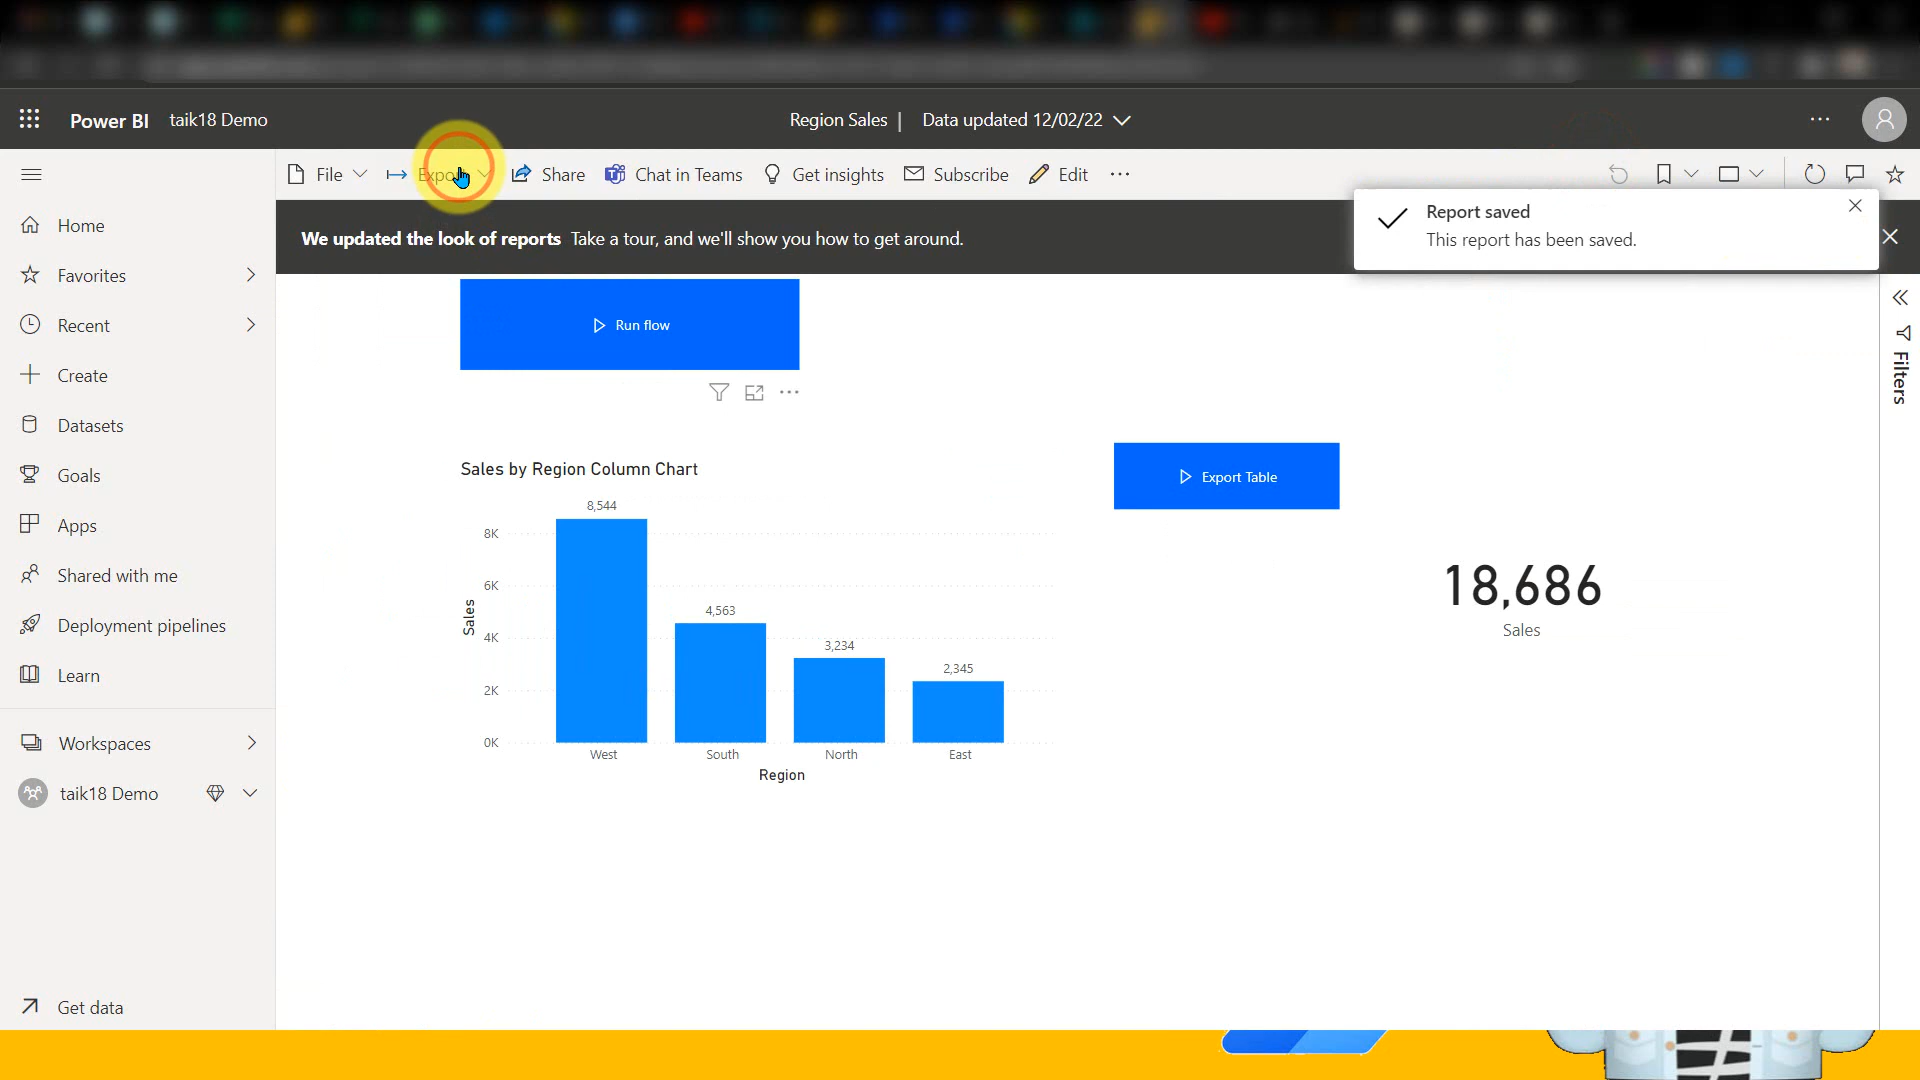 Power BI taik18 Demo
Region Sales | Data updated 12/02/22
File
Export
Share
Chat in Teams
Get insights
Subscribe
Edit
Report saved
This report has been saved.
We updated the look of reports Take a tour, and we'll show you how to get around.
Home
Favorites
Recent
Create
Datasets
Goals
Apps
Shared with me
Deployment pipelines
Learn
Workspaces
taik18 Demo
Get data
Filters
Run flow
Export Table
Sales by Region Column Chart
8,544
4,563
3,234
2,345
8K
6K
4K
2K
0K
Sales
West South North East
Region
18,686
Sales